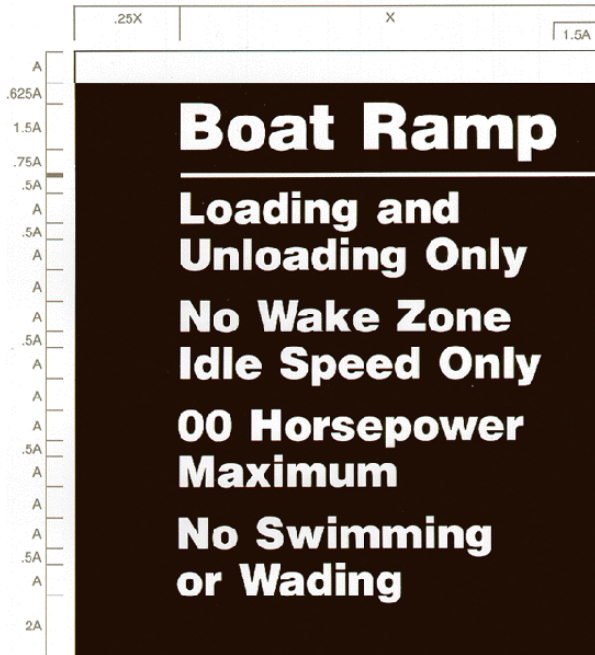 .25X
X
1.5A
A
.625A
1.5A
.75A
.5A
A
.5A
A
A
A
.5A
A
A
A
.5A
A
A
A
.5A
A
2A
Boat Ramp
Loading and
Unloading Only
No Wake Zone
Idle Speed Only
00 Horsepower
Maximum
No Swimming
or Wading